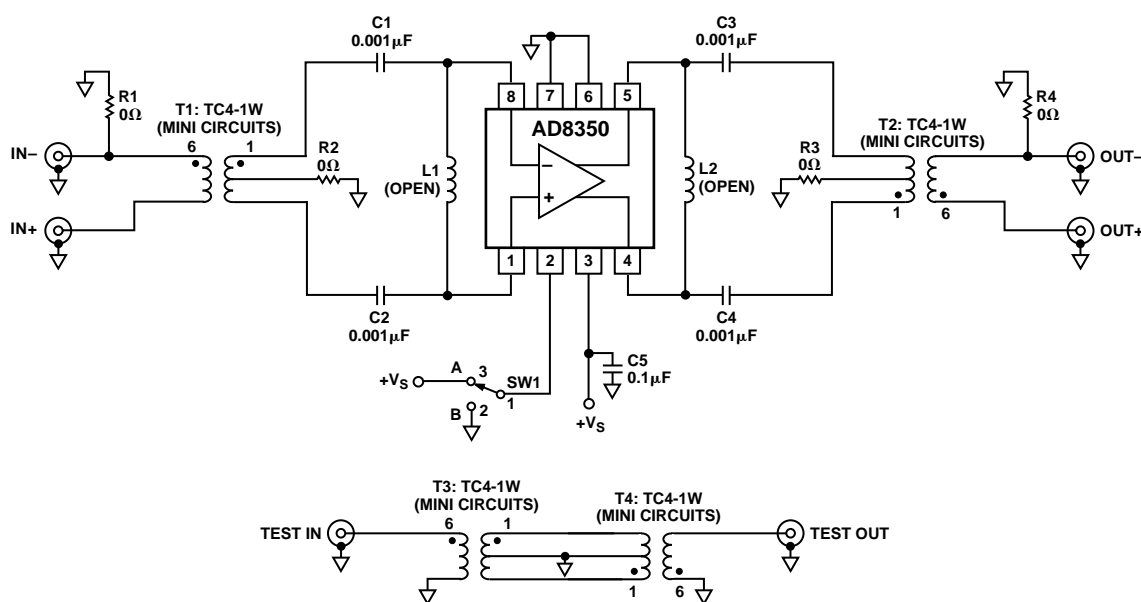 C1
0.001µF
C3
0.001µF
R1
0Ω
T1: TC4-1W
(MINI CIRCUITS)
8
7
6
5
R4
0Ω
T2: TC4-1W
(MINI CIRCUITS)
AD8350
IN–
6
1
R2
0Ω
L1
(OPEN)
–
+
L2
(OPEN)
R3
0Ω
OUT–
IN+
1
6
OUT+
1
2
3
4
C2
0.001µF
C4
0.001µF
C5
0.1µF
A
3
+VS
SW1
1
B
2
+VS
T3: TC4-1W
(MINI CIRCUITS)
T4: TC4-1W
(MINI CIRCUITS)
TEST IN
6
1
TEST OUT
1
6